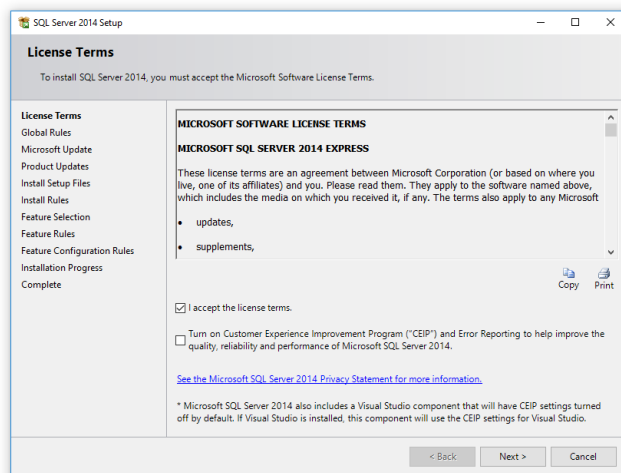 SQL Server 2014 Setup
License Terms
To install SQL Server 2014, you must accept the Microsoft Software License Terms.
License Terms
Global Rules
Microsoft Update
Product Updates
Install Setup Files
Install Rules
Feature Selection
Feature Rules
Feature Configuration Rules
Installation Progress
Complete
MICROSOFT SOFTWARE LICENSE TERMS
MICROSOFT SQL SERVER 2014 EXPRESS
These license terms are an agreement between Microsoft Corporation (or based on where you
live, one of its affiliates) and you. Please read them. They apply to the software named above,
which includes the media on which you received it, if any. The terms also apply to any Microsoft
• updates,
• supplements,
Copy Print
I accept the license terms.
Turn on Customer Experience Improvement Program ("CEIP") and Error Reporting to help improve the
quality, reliability and performance of Microsoft SQL Server 2014.
See the Microsoft SQL Server 2014 Privacy Statement for more information.
* Microsoft SQL Server 2014 also includes a Visual Studio component that will have CEIP settings turned
off by default. If Visual Studio is installed, this component will use the CEIP settings for Visual Studio.
< Back Next > Cancel